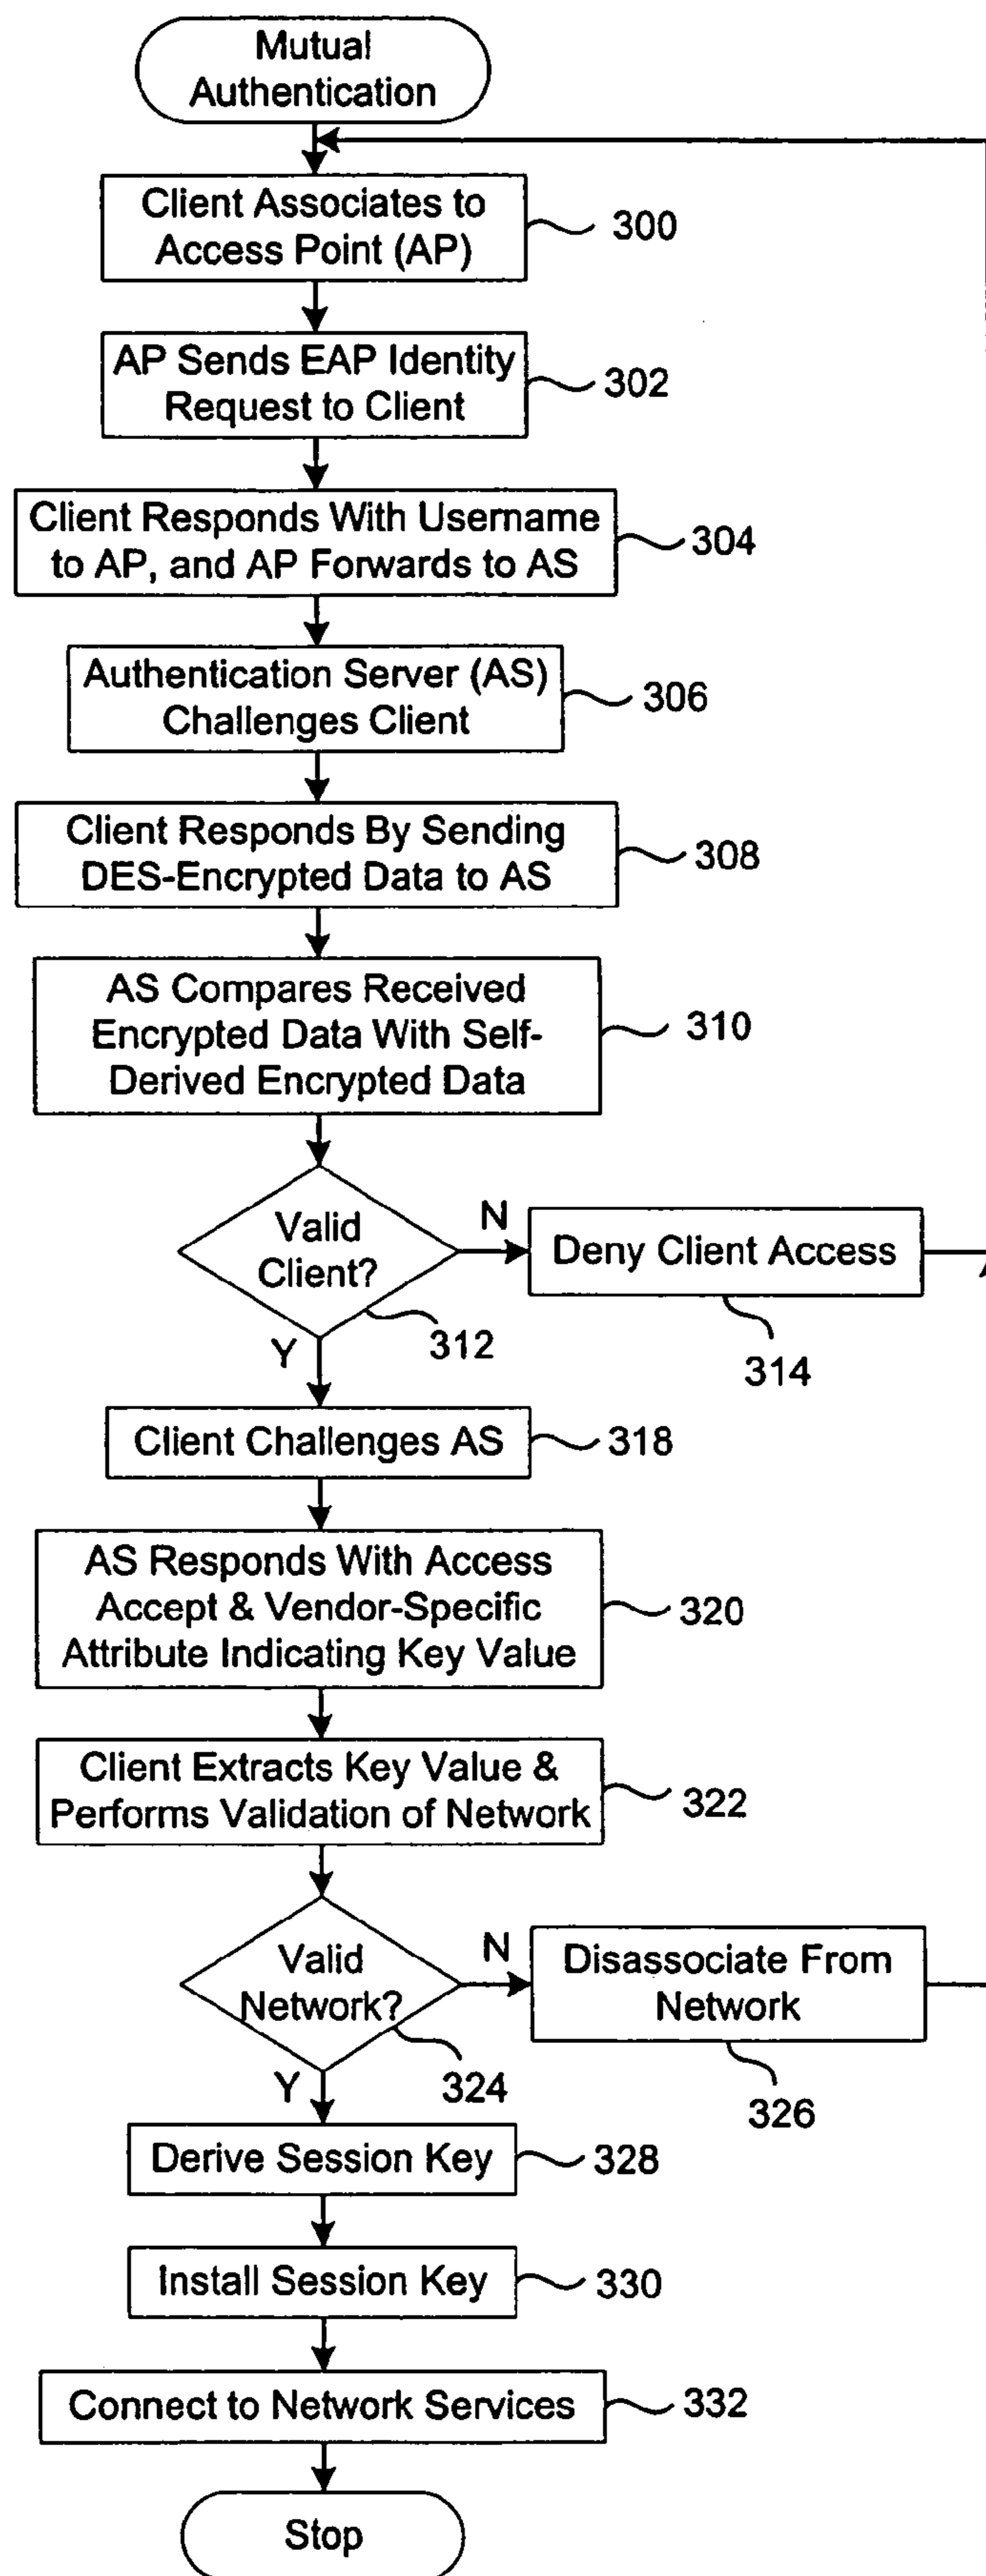 Mutual
Authentication
Client Associates to
Access Point (AP)
300
AP Sends EAP Identity
Request to Client
302
Client Responds With Username
to AP, and AP Forwards to AS
304
Authentication Server (AS)
Challenges Client
306
Client Responds By Sending
DES-Encrypted Data to AS
308
AS Compares Received
Encrypted Data With Self-
Derived Encrypted Data
310
Valid
Client?
312
N
Deny Client Access
314
Y
Client Challenges AS
318
AS Responds With Access
Accept & Vendor-Specific
Attribute Indicating Key Value
320
Client Extracts Key Value &
Performs Validation of Network
322
Valid
Network?
324
N
Disassociate From
Network
326
Y
Derive Session Key
328
Install Session Key
330
Connect to Network Services
332
Stop